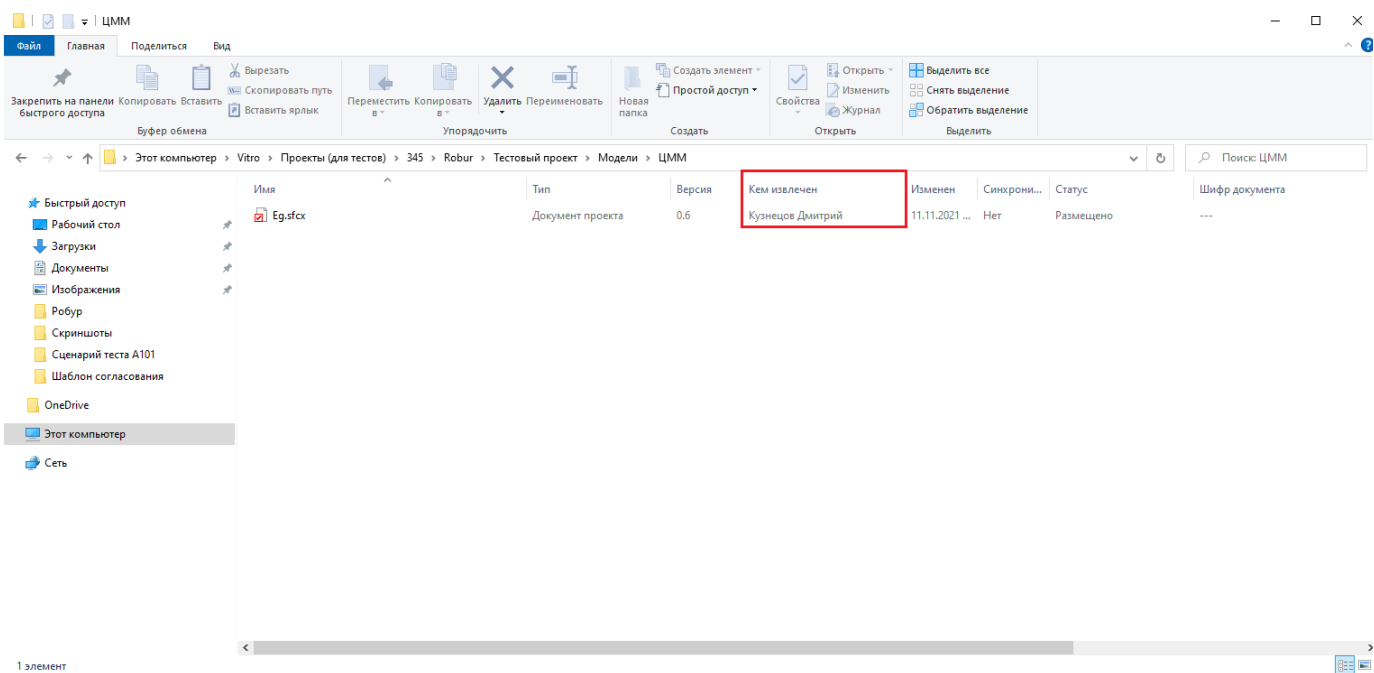 ЦММ
Файл Главная Поделиться Вид
Закрепить на панели быстрого доступа
Копировать
Вставить
Вырезать
Скопировать путь
Вставить ярлык
Буфер обмена
Переместить в
Копировать в
Удалить
Переименовать
Упорядочить
Новая папка
Создать элемент
Простой доступ
Создать
Свойства
Открыть
Изменить
Журнал
Открыть
Выделить все
Снять выделение
Обратить выделение
Выделить
Этот компьютер > Vitro > Проекты (для тестов) > 345 > Robur > Тестовый проект > Модели > ЦММ
Поиск: ЦММ
Быстрый доступ
Рабочий стол
Загрузки
Документы
Изображения
Робур
Скриншоты
Сценарий теста А101
Шаблон согласования
OneDrive
Этот компьютер
Сеть
Имя Тип Версия Кем извлечен Изменен Синхрони... Статус Шифр документа
Eg.sfcx Документ проекта 0.6 Кузнецов Дмитрий 11.11.2021 ... Нет Размещено ---
1 элемент